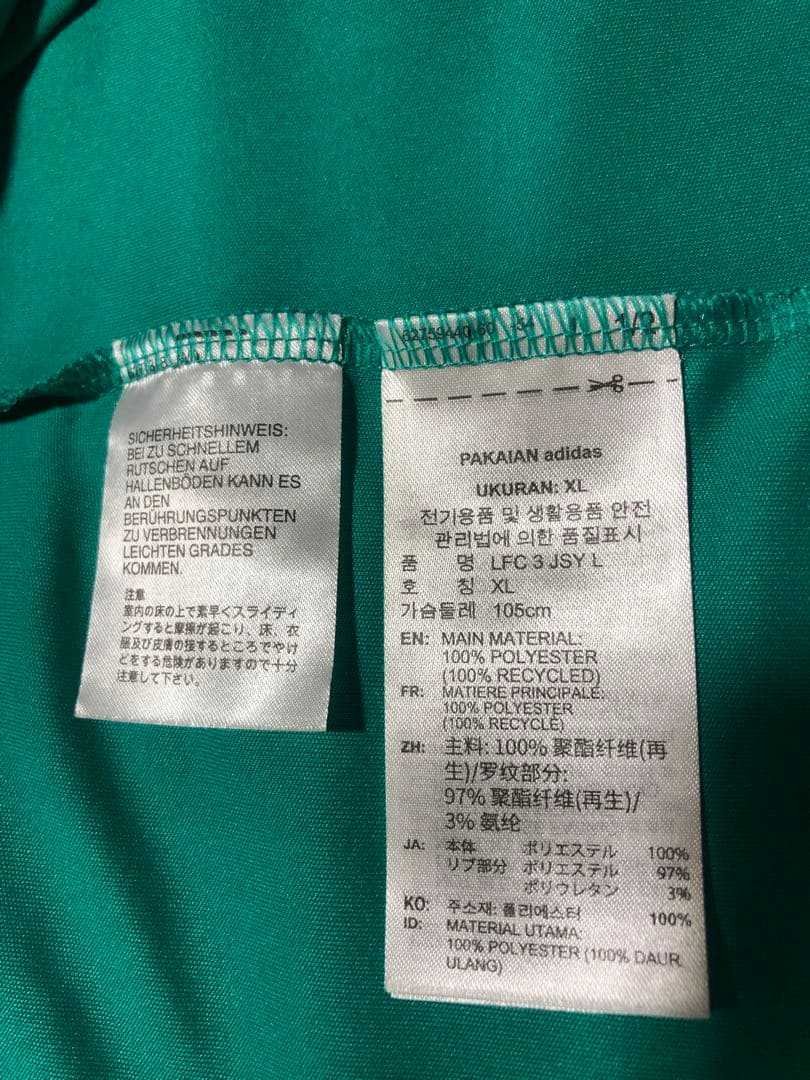 SICHERHEITSHINWEIS:
BEI ZU SCHNELLEM
RUTSCHEN AUF
HALLENBÖDEN KANN ES
AN DEN
BERÜHRUNGSPUNKTEN
ZU VERBRENNUNGEN
LEICHTEN GRADES
KOMMEN.
注意
室内の床の上で素早くスライディ
ングすると摩擦が起こり、床、衣
服及び皮膚の接するところでやけ
どをする危険がありますので十分
注意して下さい。
1/2
PAKAIAN adidas
UKURAN: XL
전기용품 및 생활용품 안전
관리법에 의한 품질표시
품 명 LFC 3 JSY L
호 칭 XL
가슴둘레 105cm
EN: MAIN MATERIAL:
100% POLYESTER
(100% RECYCLED)
FR: MATIERE PRINCIPALE:
100% POLYESTER
(100% RECYCLÉ)
ZH: 主料: 100% 聚酯纤维(再
生)/罗纹部分:
97% 聚酯纤维(再生)/
3% 氨纶
JA: 本体 ポリエステル 100%
リブ部分 ポリエステル 97%
ポリウレタン 3%
KO: 주소재: 폴리에스터 100%
ID: MATERIAL UTAMA:
100% POLYESTER (100% DAUR
ULANG)